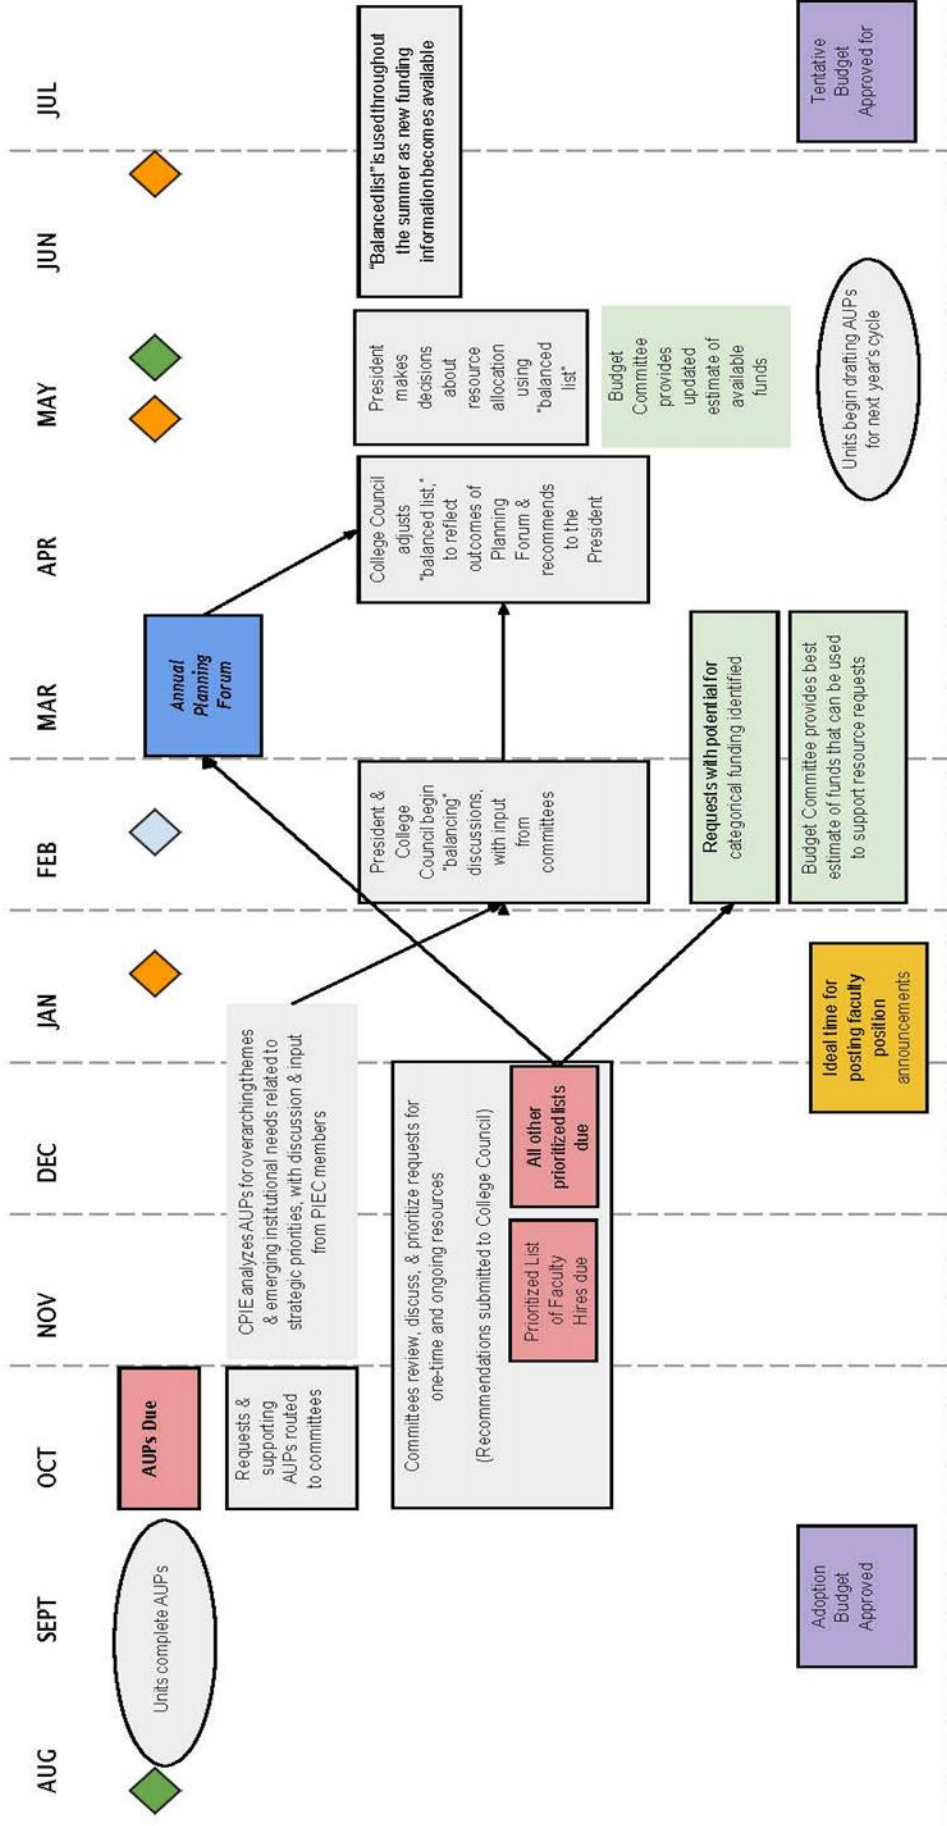 AUG
SEPT
OCT
NOV
DEC
JAN
FEB
MAR
APR
MAY
JUN
JUL
Units complete AUPs
AUPs Due
Annual
Planning
Forum
Requests &
supporting
AUPs routed
to committees
CPIE analyzes AUPs for overarching themes
& emerging institutional needs related to
strategic priorities, with discussion & input
from PIEC members
Committees review, discuss, & prioritize requests for
one-time and ongoing resources
(Recommendations submitted to College Council)
Prioritized List
of Faculty
Hires due
All other
prioritized lists
due
President &
College
Council begin
"balancing"
discussions,
with input
from
committees
College Council
adjusts
"balanced list,"
to reflect
outcomes of
Planning
Forum &
recommends
to the
President
President
makes
decisions
about
resource
allocation
using
"balanced
list"
"Balanced list" is used throughout
the summer as new funding
information becomes available
Budget
Committee
provides
updated
estimate of
available
funds
Requests with potential for
categorical funding identified
Budget Committee provides best
estimate of funds that can be used
to support resource requests
Adoption
Budget
Approved
Ideal time for
posting faculty
position
announcements
Units begin drafting AUPs
for next year's cycle
Tentative
Budget
Approved for